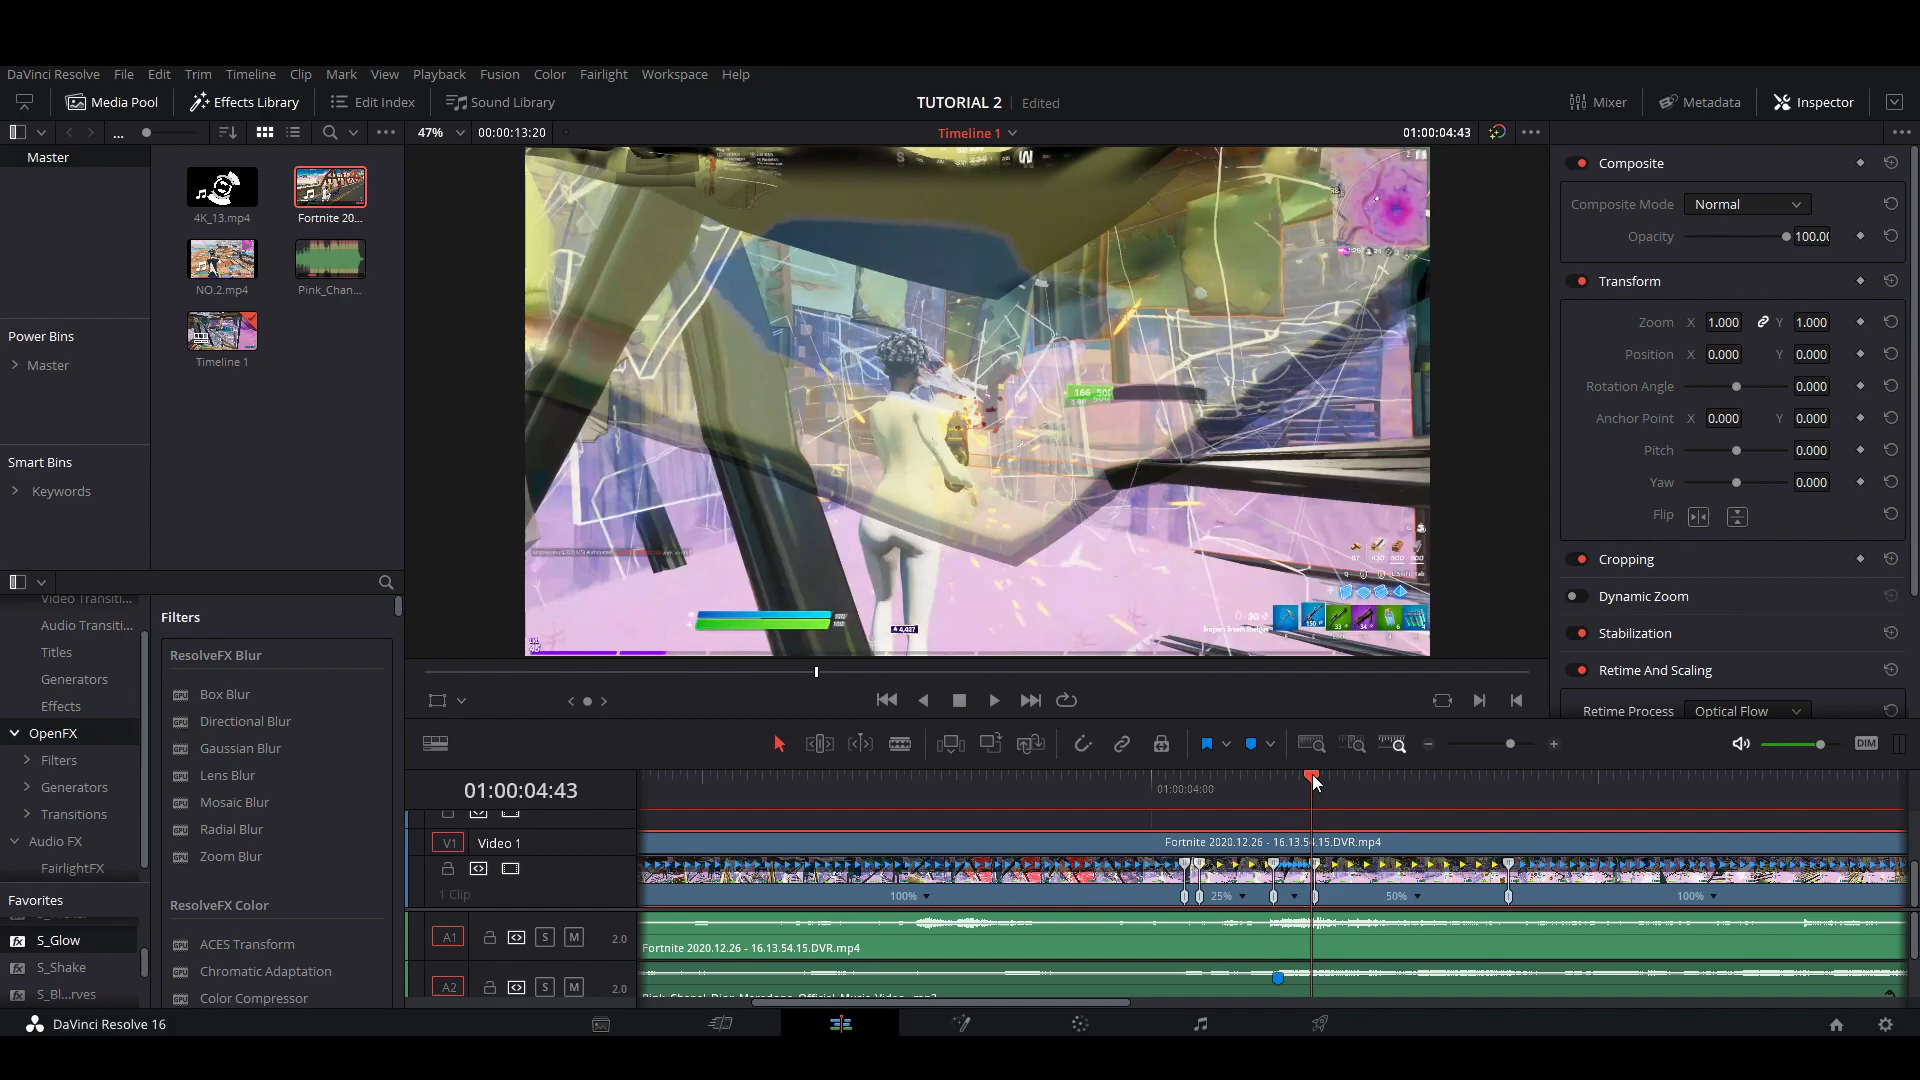 DaVinci Resolve File Edit Trim Timeline Clip Mark View Playback Fusion Color Fairlight Workspace Help
Media Pool Effects Library Edit Index Sound Library TUTORIAL 2 Edited Mixer Metadata Inspector
... 47% 00:00:13:20 Timeline 1 01:00:04:43
Master
4K_13.mp4 Fortnite 20...
NO.2.mp4 Pink_Chan...
Timeline 1
Power Bins
Master
Smart Bins
Keywords
W
166 500
Composite
Composite Mode Normal
Opacity 100.00
Transform
Zoom X 1.000 Y 1.000
Position X 0.000 Y 0.000
Rotation Angle 0.000
Anchor Point X 0.000 Y 0.000
Pitch 0.000
Yaw 0.000
Flip
Cropping
Dynamic Zoom
Stabilization
Retime And Scaling
Retime Process Optical Flow
Video Transiti...
Audio Transiti...
Titles
Generators
Effects
OpenFX
Filters
Generators
Transitions
Audio FX
FairlightFX
Favorites
S_Glow
S_Shake
S_Bl...rves
Filters
ResolveFX Blur
Box Blur
Directional Blur
Gaussian Blur
Lens Blur
Mosaic Blur
Radial Blur
Zoom Blur
ResolveFX Color
ACES Transform
Chromatic Adaptation
Color Compressor
DIM
01:00:04:43 01:00:04:00
V1 Video 1 Fortnite 2020.12.26 - 16.13.54.15.DVR.mp4
1 Clip 100% 25% 50% 100%
A1 S M 2.0
Fortnite 2020.12.26 - 16.13.54.15.DVR.mp4
A2 S M 2.0
DaVinci Resolve 16